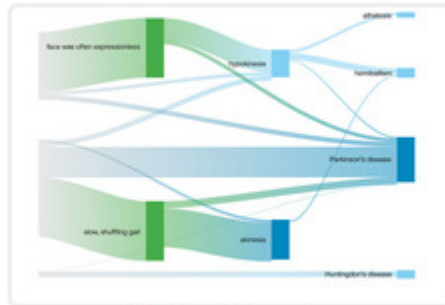 athetosis
face was often expressionless
hypokinesia
hemiballism
Parkinson's disease
slow, shuffling gait
akinesia
Huntington's disease